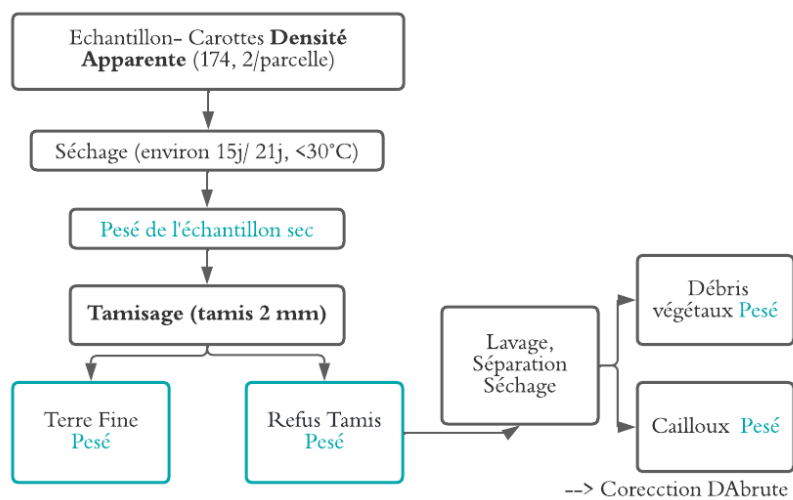 Echantillon- Carottes Densité
Apparente (174, 2/parcelle)
Séchage (environ 15j/ 21j, <30°C)
Pesé de l'échantillon sec
Tamisage (tamis 2 mm)
Terre Fine
Pesé
Refus Tamis
Pesé
Lavage,
Séparation
Séchage
Débris
végétaux Pesé
Cailloux Pesé
--> Corecction DAbrute